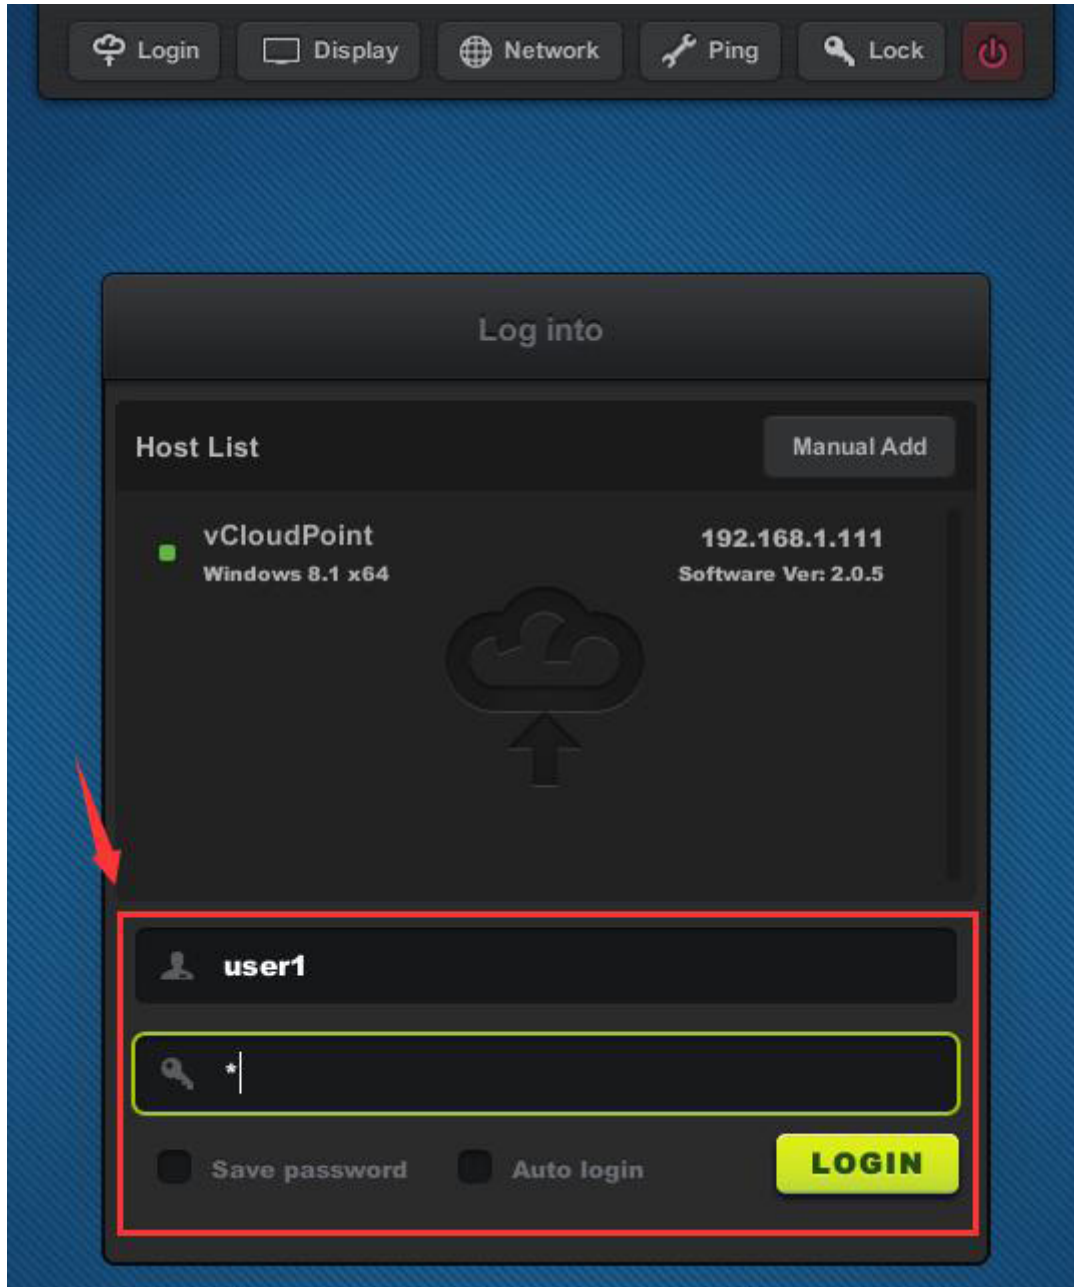 Login Display Network Ping Lock
Log into
Host List Manual Add
vCloudPoint 192.168.1.111
Windows 8.1 x64 Software Ver: 2.0.5
user1
*
Save password Auto login LOGIN